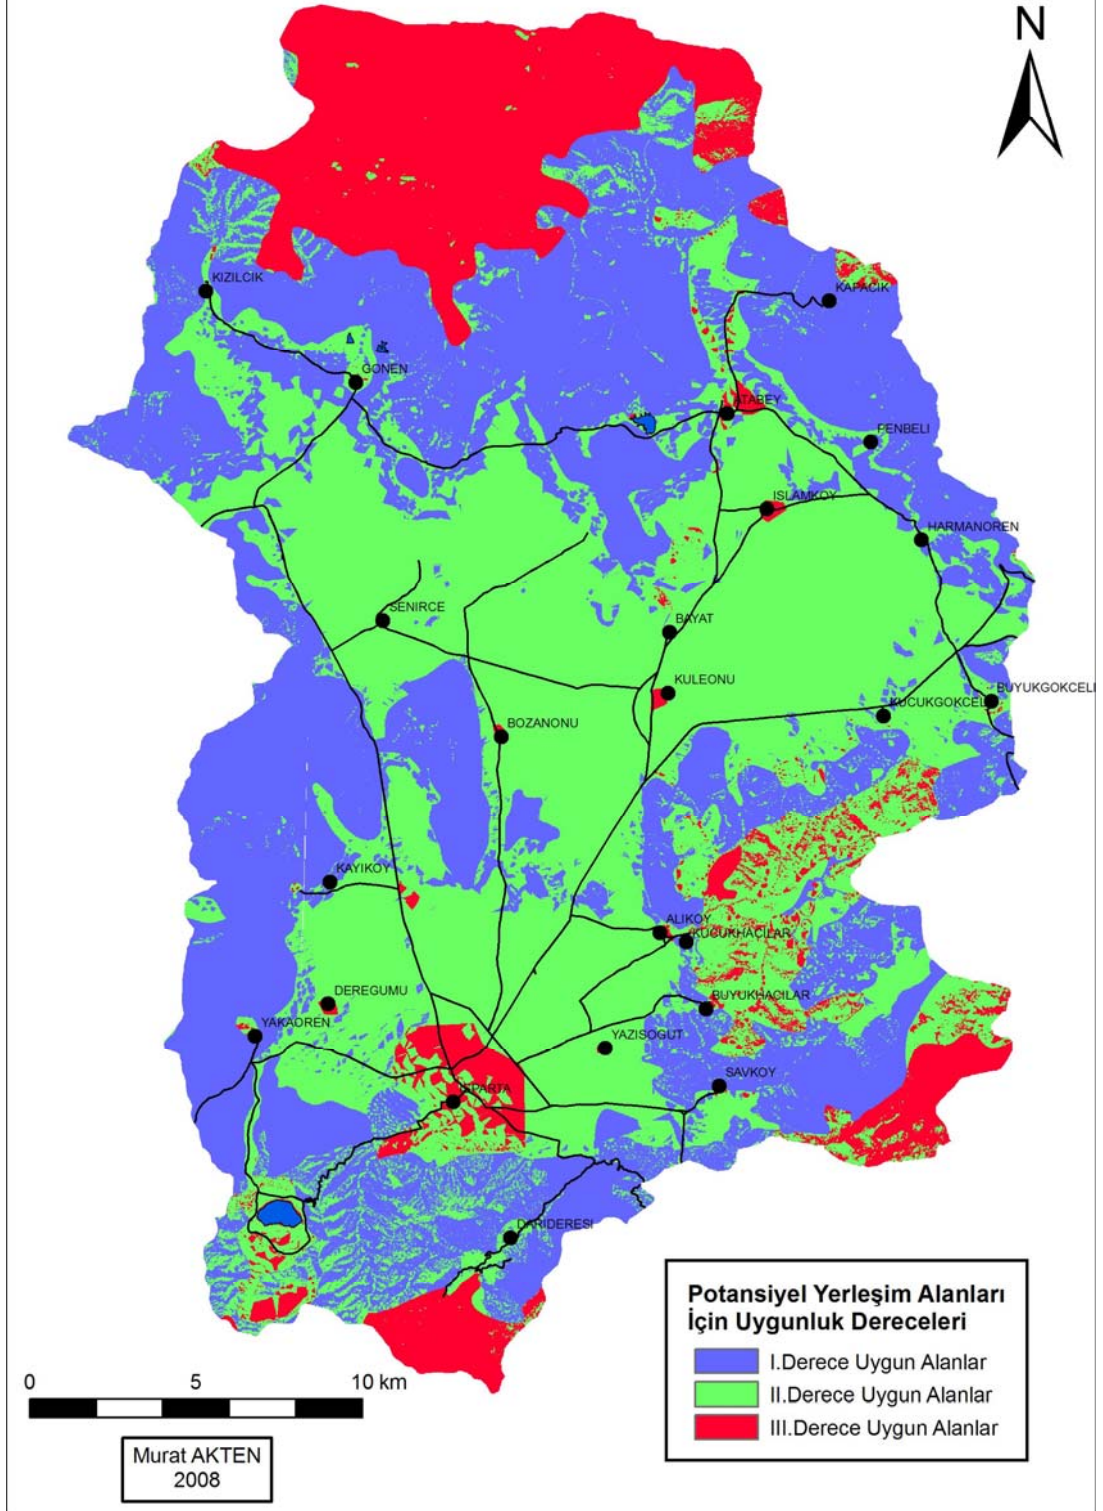 N
KIZILCIK
KAPACIK
GONEN
ATABEY
PENBELI
ISLAMKOY
HARMANOREN
SENIRCE
BAYAT
KULEONU
BUYUKGOKCELI
KUCUKGOKCELI
BOZANONU
KAYIKOY
ALIKOY
KUCUKHACILAR
DEREGUMU
BUYUKHACILAR
YAKAOREN
YAZISOGUT
SAVKOY
ISPARTA
DARIDERESI
Potansiyel Yerleşim Alanları
İçin Uygunluk Dereceleri
I.Derece Uygun Alanlar
II.Derece Uygun Alanlar
III.Derece Uygun Alanlar
0 5 10 km
Murat AKTEN
2008